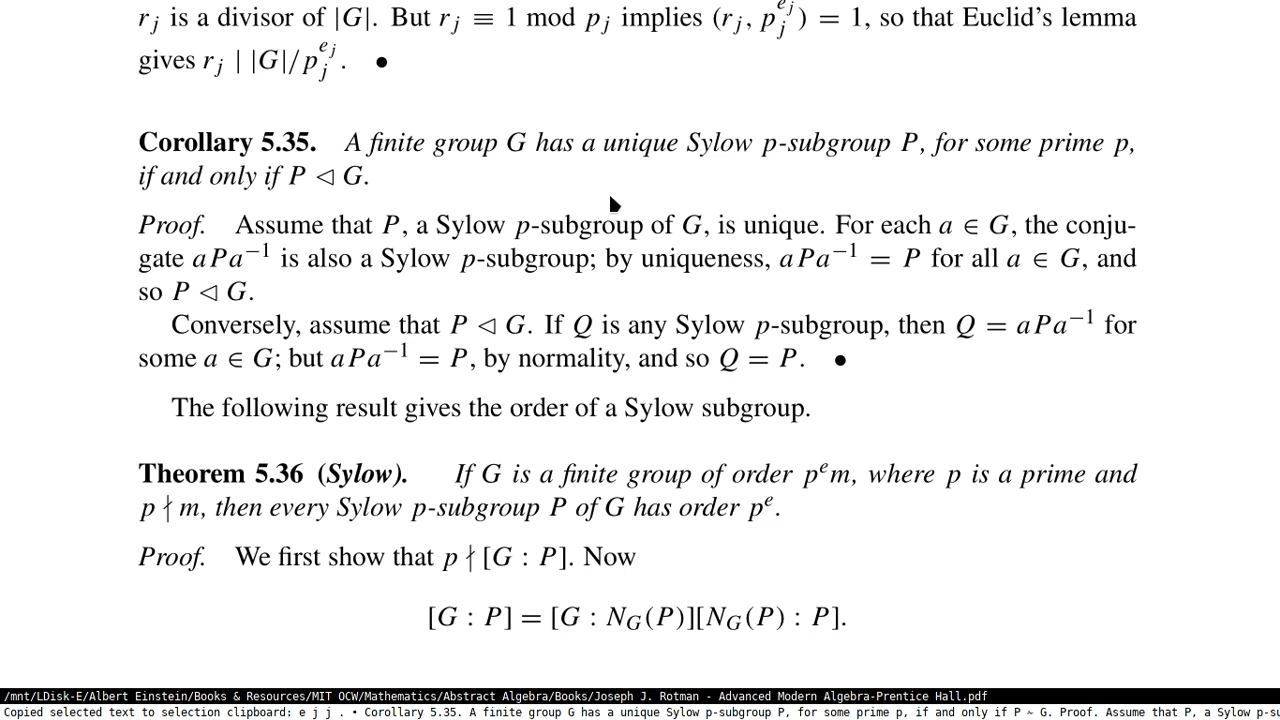 r_j is a divisor of |G|. But r_j ≡ 1 mod p_j implies (r_j, p_j^{e_j}) = 1, so that Euclid's lemma
gives r_j | |G|/p_j^{e_j}. •
Corollary 5.35. A finite group G has a unique Sylow p-subgroup P, for some prime p,
if and only if P ◁ G.
Proof. Assume that P, a Sylow p-subgroup of G, is unique. For each a ∈ G, the conju-
gate aPa^{-1} is also a Sylow p-subgroup; by uniqueness, aPa^{-1} = P for all a ∈ G, and
so P ◁ G.
Conversely, assume that P ◁ G. If Q is any Sylow p-subgroup, then Q = aPa^{-1} for
some a ∈ G; but aPa^{-1} = P, by normality, and so Q = P. •
The following result gives the order of a Sylow subgroup.
Theorem 5.36 (Sylow). If G is a finite group of order p^e m, where p is a prime and
p ∤ m, then every Sylow p-subgroup P of G has order p^e.
Proof. We first show that p ∤ [G : P]. Now
[G : P] = [G : N_G(P)][N_G(P) : P].
/mnt/LDisk-E/Albert Einstein/Books & Resources/MIT OCW/Mathematics/Abstract Algebra/Books/Joseph J. Rotman - Advanced Modern Algebra-Prentice Hall.pdf
Copied selected text to selection clipboard: e j j . • Corollary 5.35. A finite group G has a unique Sylow p-subgroup P, for some prime p, if and only if P ~ G. Proof. Assume that P, a Sylow p-su